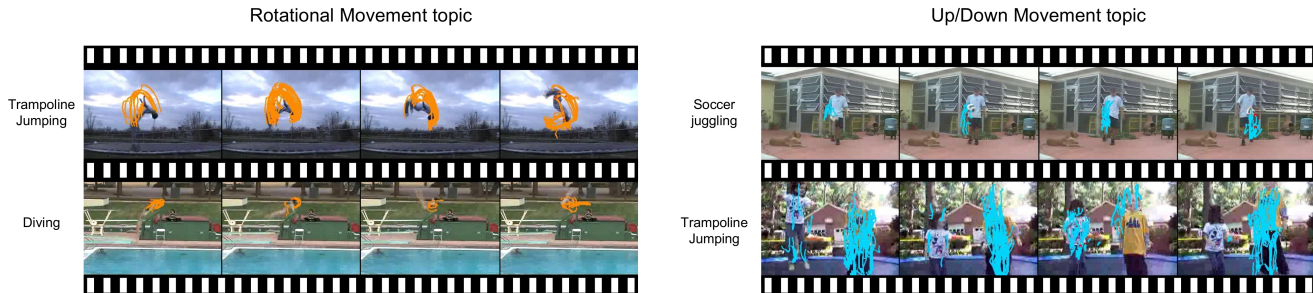 Rotational Movement topic
Trampoline
Jumping
Diving
Up/Down Movement topic
Soccer
juggling
Trampoline
Jumping